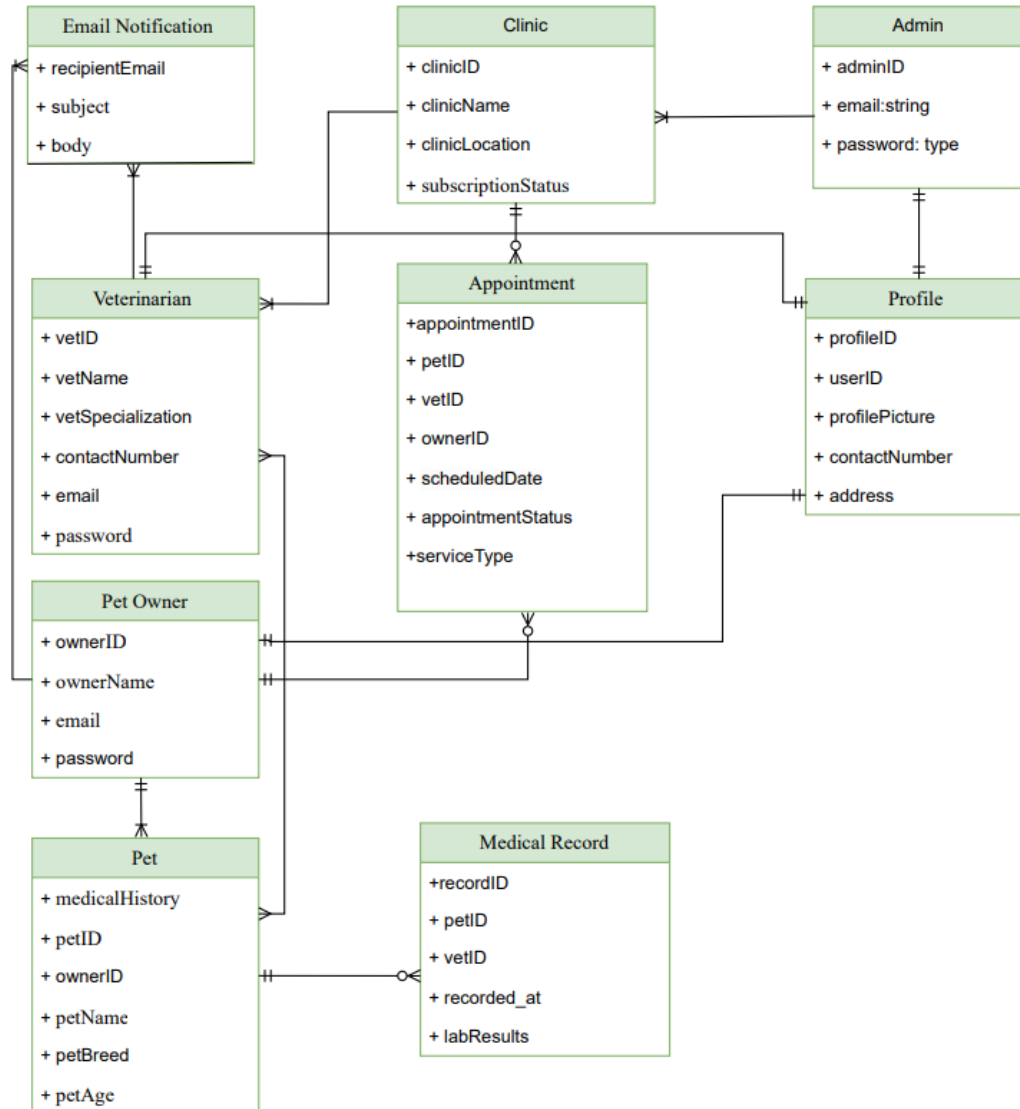 Email Notification
+ recipientEmail
+ subject
+ body
Clinic
+ clinicID
+ clinicName
+ clinicLocation
+ subscriptionStatus
Admin
+ adminID
+ email:string
+ password: type
Veterinarian
+ vetID
+ vetName
+ vetSpecialization
+ contactNumber
+ email
+ password
Appointment
+appointmentID
+ petID
+ vetID
+ ownerID
+ scheduledDate
+ appointmentStatus
+serviceType
Profile
+ profileID
+ userID
+ profilePicture
+ contactNumber
+ address
Pet Owner
+ ownerID
+ ownerName
+ email
+ password
Pet
+ medicalHistory
+ petID
+ ownerID
+ petName
+ petBreed
+ petAge
Medical Record
+recordID
+ petID
+ vetID
+ recorded_at
+ labResults